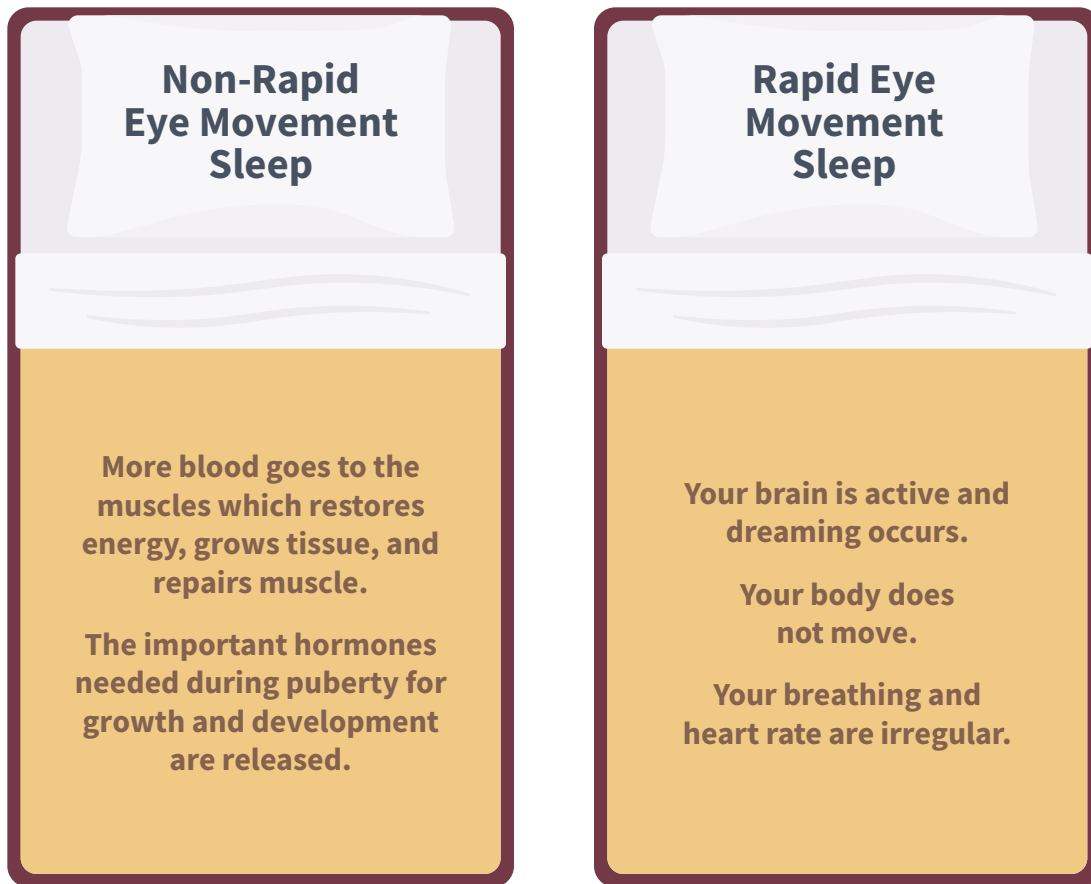 Non-Rapid
Eye Movement
Sleep
More blood goes to the
muscles which restores
energy, grows tissue, and
repairs muscle.
The important hormones
needed during puberty for
growth and development
are released.
Rapid Eye
Movement
Sleep
Your brain is active and
dreaming occurs.
Your body does
not move.
Your breathing and
heart rate are irregular.